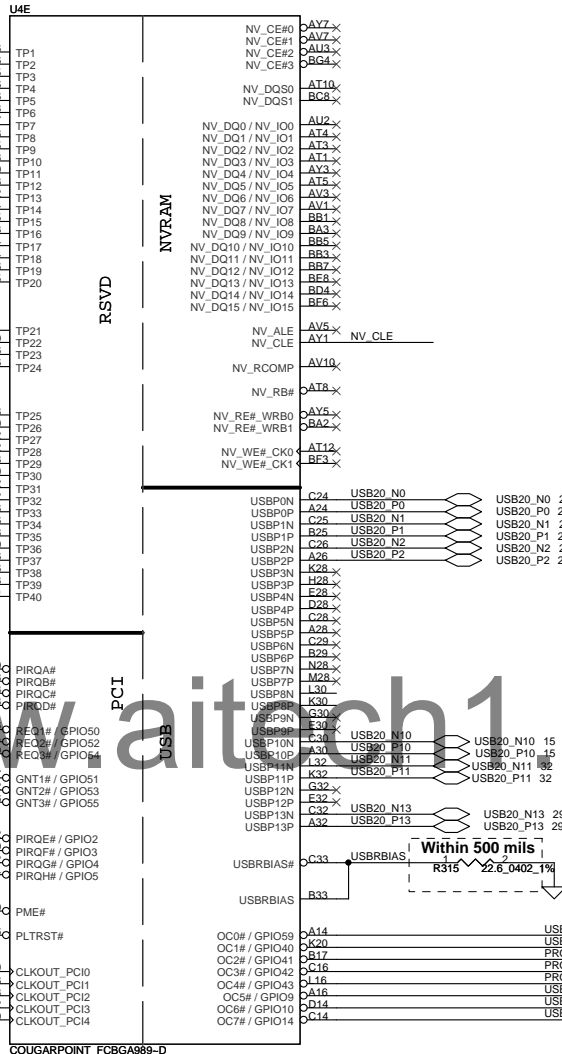 U4E
TP1
TP2
TP3
TP4
TP5
TP6
TP7
TP8
TP9
TP10
TP11
TP12
TP13
TP14
TP15
TP16
TP17
TP18
TP19
TP20
TP21
TP22
TP23
TP24
TP25
TP26
TP27
TP28
TP29
TP30
TP31
TP32
TP33
TP34
TP35
TP36
TP37
TP38
TP39
TP40
RSVD
PIRQA#
PIRQB#
PIRQC#
PIRQD#
REQ1# / GPIO50
REQ2# / GPIO52
REQ3# / GPIO54
GNT1# / GPIO51
GNT2# / GPIO53
GNT3# / GPIO55
PIRQE# / GPIO2
PIRQF# / GPIO3
PIRQG# / GPIO4
PIRQH# / GPIO5
PME#
PLTRST#
CLKOUT_PCI0
CLKOUT_PCI1
CLKOUT_PCI2
CLKOUT_PCI3
CLKOUT_PCI4
PCI
NVRAM
NV_CE#0 AY7
NV_CE#1 AV7
NV_CE#2 AU3
NV_CE#3 BG4
NV_DQS0 AT10
NV_DQS1 BC8
NV_DQ0 / NV_IO0 AU2
NV_DQ1 / NV_IO1 AT4
NV_DQ2 / NV_IO2 AT3
NV_DQ3 / NV_IO3 AT1
NV_DQ4 / NV_IO4 AY3
NV_DQ5 / NV_IO5 AT5
NV_DQ6 / NV_IO6 AV3
NV_DQ7 / NV_IO7 AV1
NV_DQ8 / NV_IO8 BB1
NV_DQ9 / NV_IO9 BA3
NV_DQ10 / NV_IO10 BB5
NV_DQ11 / NV_IO11 BB3
NV_DQ12 / NV_IO12 BB7
NV_DQ13 / NV_IO13 BE8
NV_DQ14 / NV_IO14 BD4
NV_DQ15 / NV_IO15 BF6
NV_ALE AV5
NV_CLE AY1 NV_CLE
NV_RCOMP AV10
NV_RB# AT8
NV_RE#_WRB0 AY5
NV_RE#_WRB1 BA2
NV_WE#_CK0 AT12
NV_WE#_CK1 BF3
USB
USBP0N C24 USB20_N0 USB20_N0
USBP0P A24 USB20_P0 USB20_P0
USBP1N C25 USB20_N1 USB20_N1
USBP1P B25 USB20_P1 USB20_P1
USBP2N C26 USB20_N2 USB20_N2
USBP2P A26 USB20_P2 USB20_P2
USBP3N K28
USBP3P H28
USBP4N E28
USBP4P D28
USBP5N C28
USBP5P A28
USBP6N C29
USBP6P B29
USBP7N N28
USBP7P M28
USBP8N L30
USBP8P K30
USBP9N G30
USBP9P E30
USBP10N C30 USB20_N10 USB20_N10 15
USBP10P A30 USB20_P10 USB20_P10 15
USBP11N L32 USB20_N11 USB20_N11 32
USBP11P K32 USB20_P11 USB20_P11 32
USBP12N G32
USBP12P E32
USBP13N C32 USB20_N13 USB20_N13 29
USBP13P A32 USB20_P13 USB20_P13 29
Within 500 mils
USBRBIAS# C33 USBRBIAS 1 2
R315 22.6_0402_1%
USBRBIAS B33
OC0# / GPIO59 A14
OC1# / GPIO40 K20
OC2# / GPIO41 B17
OC3# / GPIO42 C16
OC4# / GPIO43 L16
OC5# / GPIO9 A16
OC6# / GPIO10 D14
OC7# / GPIO14 C14
COUGARPOINT_FCBGA989~D
w.aitech1.